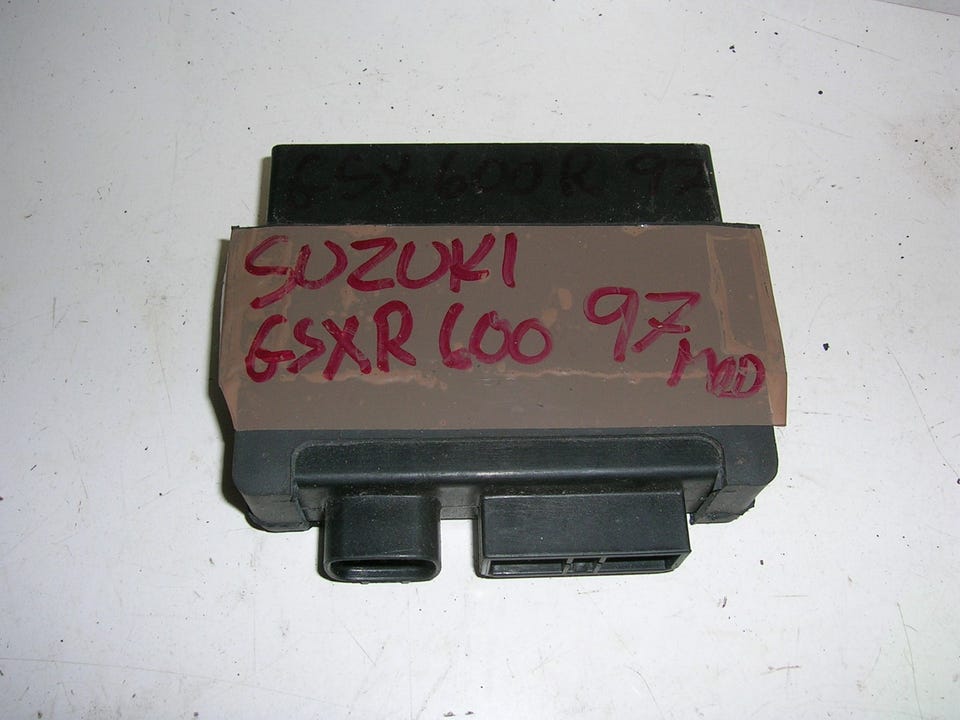 GSX 600 R 97
SUZUKI
GSXR 600 97
MOD